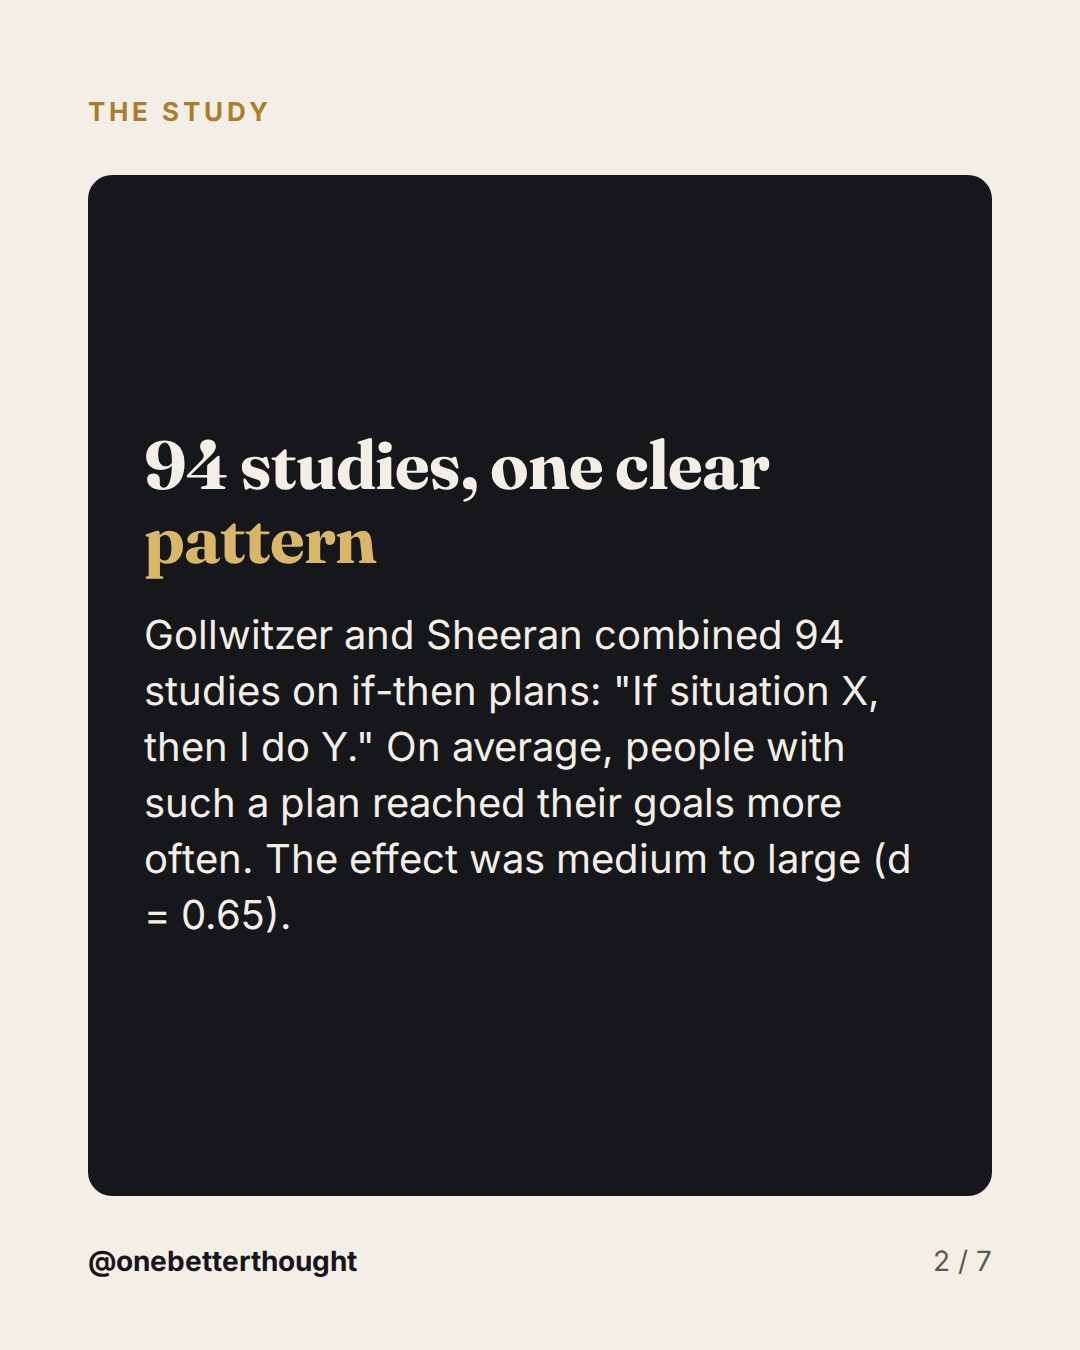 THE STUDY
94 studies, one clear
pattern
Gollwitzer and Sheeran combined 94
studies on if-then plans: "If situation X,
then I do Y." On average, people with
such a plan reached their goals more
often. The effect was medium to large (d
= 0.65).
@onebetterthought
2 / 7